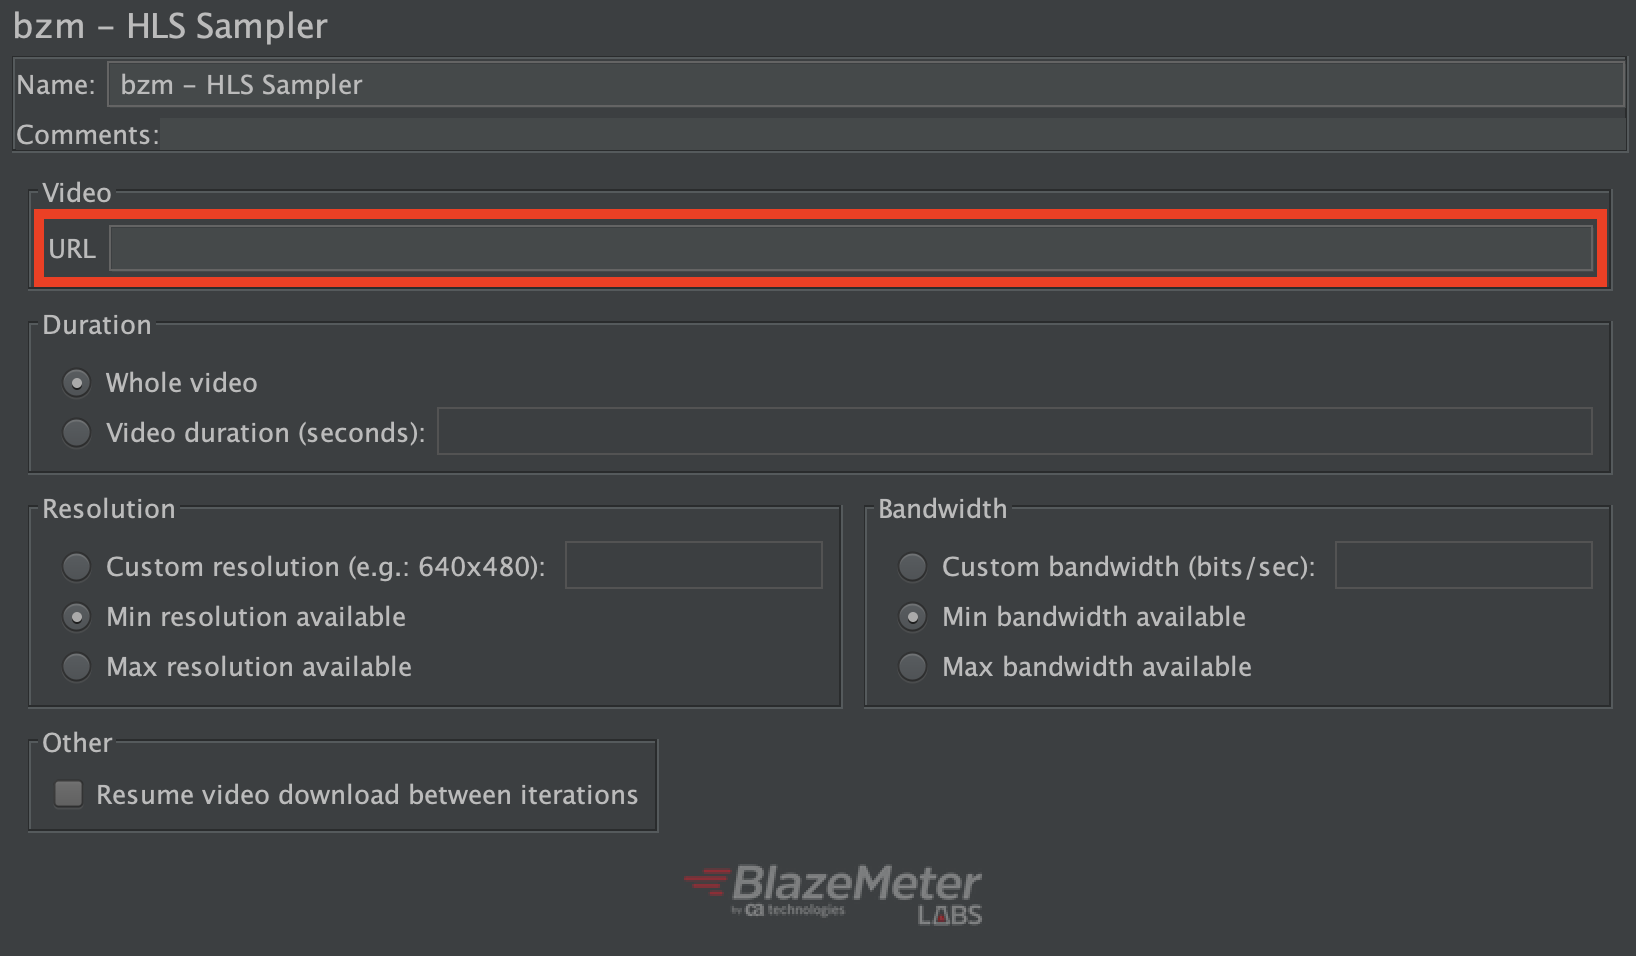 bzm – HLS Sampler
Name: bzm – HLS Sampler
Comments:
Video
URL
Duration
Whole video
Video duration (seconds):
Resolution
Custom resolution (e.g.: 640x480):
Min resolution available
Max resolution available
Bandwidth
Custom bandwidth (bits/sec):
Min bandwidth available
Max bandwidth available
Other
Resume video download between iterations
BlazeMeter
by ca technologies
LABS